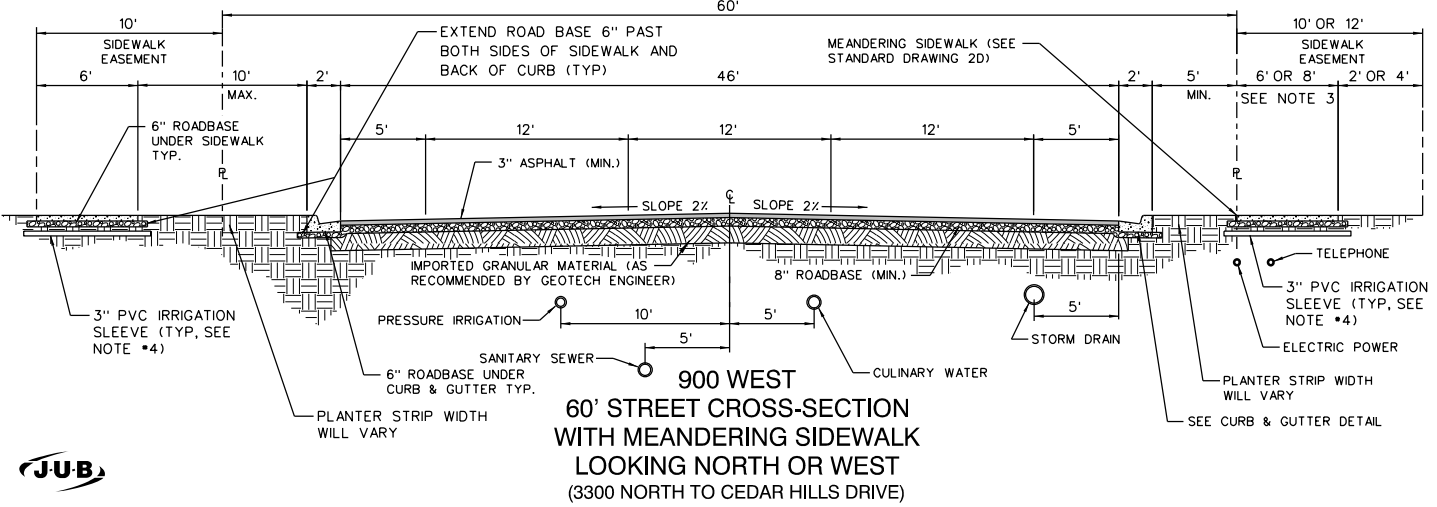 60'
10'
SIDEWALK
EASEMENT
EXTEND ROAD BASE 6" PAST
BOTH SIDES OF SIDEWALK AND
BACK OF CURB (TYP)
MEANDERING SIDEWALK (SEE
STANDARD DRAWING 2D)
10' OR 12'
SIDEWALK
EASEMENT
6'
10'
MAX.
2'
46'
2'
5'
MIN.
6' OR 8'
SEE NOTE 3
2' OR 4'
6" ROADBASE
UNDER SIDEWALK
TYP.
5'
12'
12'
12'
5'
3" ASPHALT (MIN.)
PL
PL
CL
SLOPE 2%
SLOPE 2%
IMPORTED GRANULAR MATERIAL (AS
RECOMMENDED BY GEOTECH ENGINEER)
8" ROADBASE (MIN.)
TELEPHONE
3" PVC IRRIGATION
SLEEVE (TYP, SEE
NOTE *4)
3" PVC IRRIGATION
SLEEVE (TYP, SEE
NOTE *4)
PRESSURE IRRIGATION
10'
5'
5'
STORM DRAIN
ELECTRIC POWER
5'
SANITARY SEWER
CULINARY WATER
6" ROADBASE UNDER
CURB & GUTTER TYP.
PLANTER STRIP WIDTH
WILL VARY
PLANTER STRIP WIDTH
WILL VARY
SEE CURB & GUTTER DETAIL
900 WEST
60' STREET CROSS-SECTION
WITH MEANDERING SIDEWALK
LOOKING NORTH OR WEST
(3300 NORTH TO CEDAR HILLS DRIVE)
J·U·B